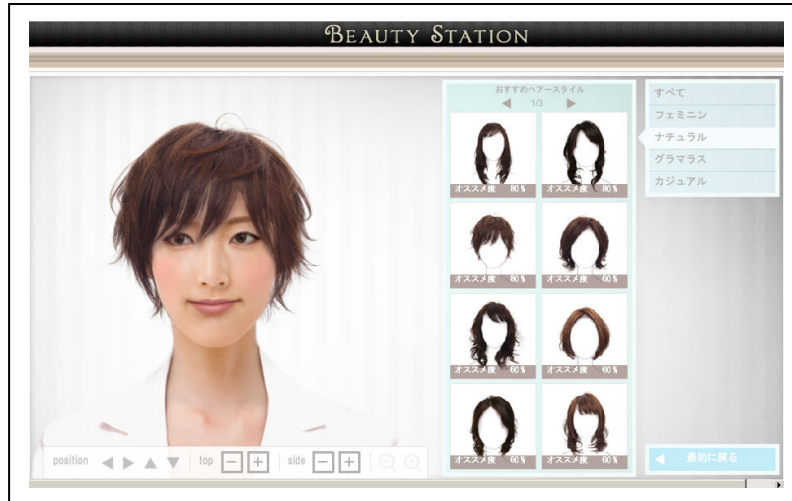 BEAUTY STATION
おすすめヘアースタイル
1/3
オススメ度 80%
オススメ度 80%
オススメ度 80%
オススメ度 60%
オススメ度 60%
オススメ度 60%
オススメ度 60%
オススメ度 60%
すべて
フェミニン
ナチュラル
グラマラス
カジュアル
position
top
side
最初に戻る